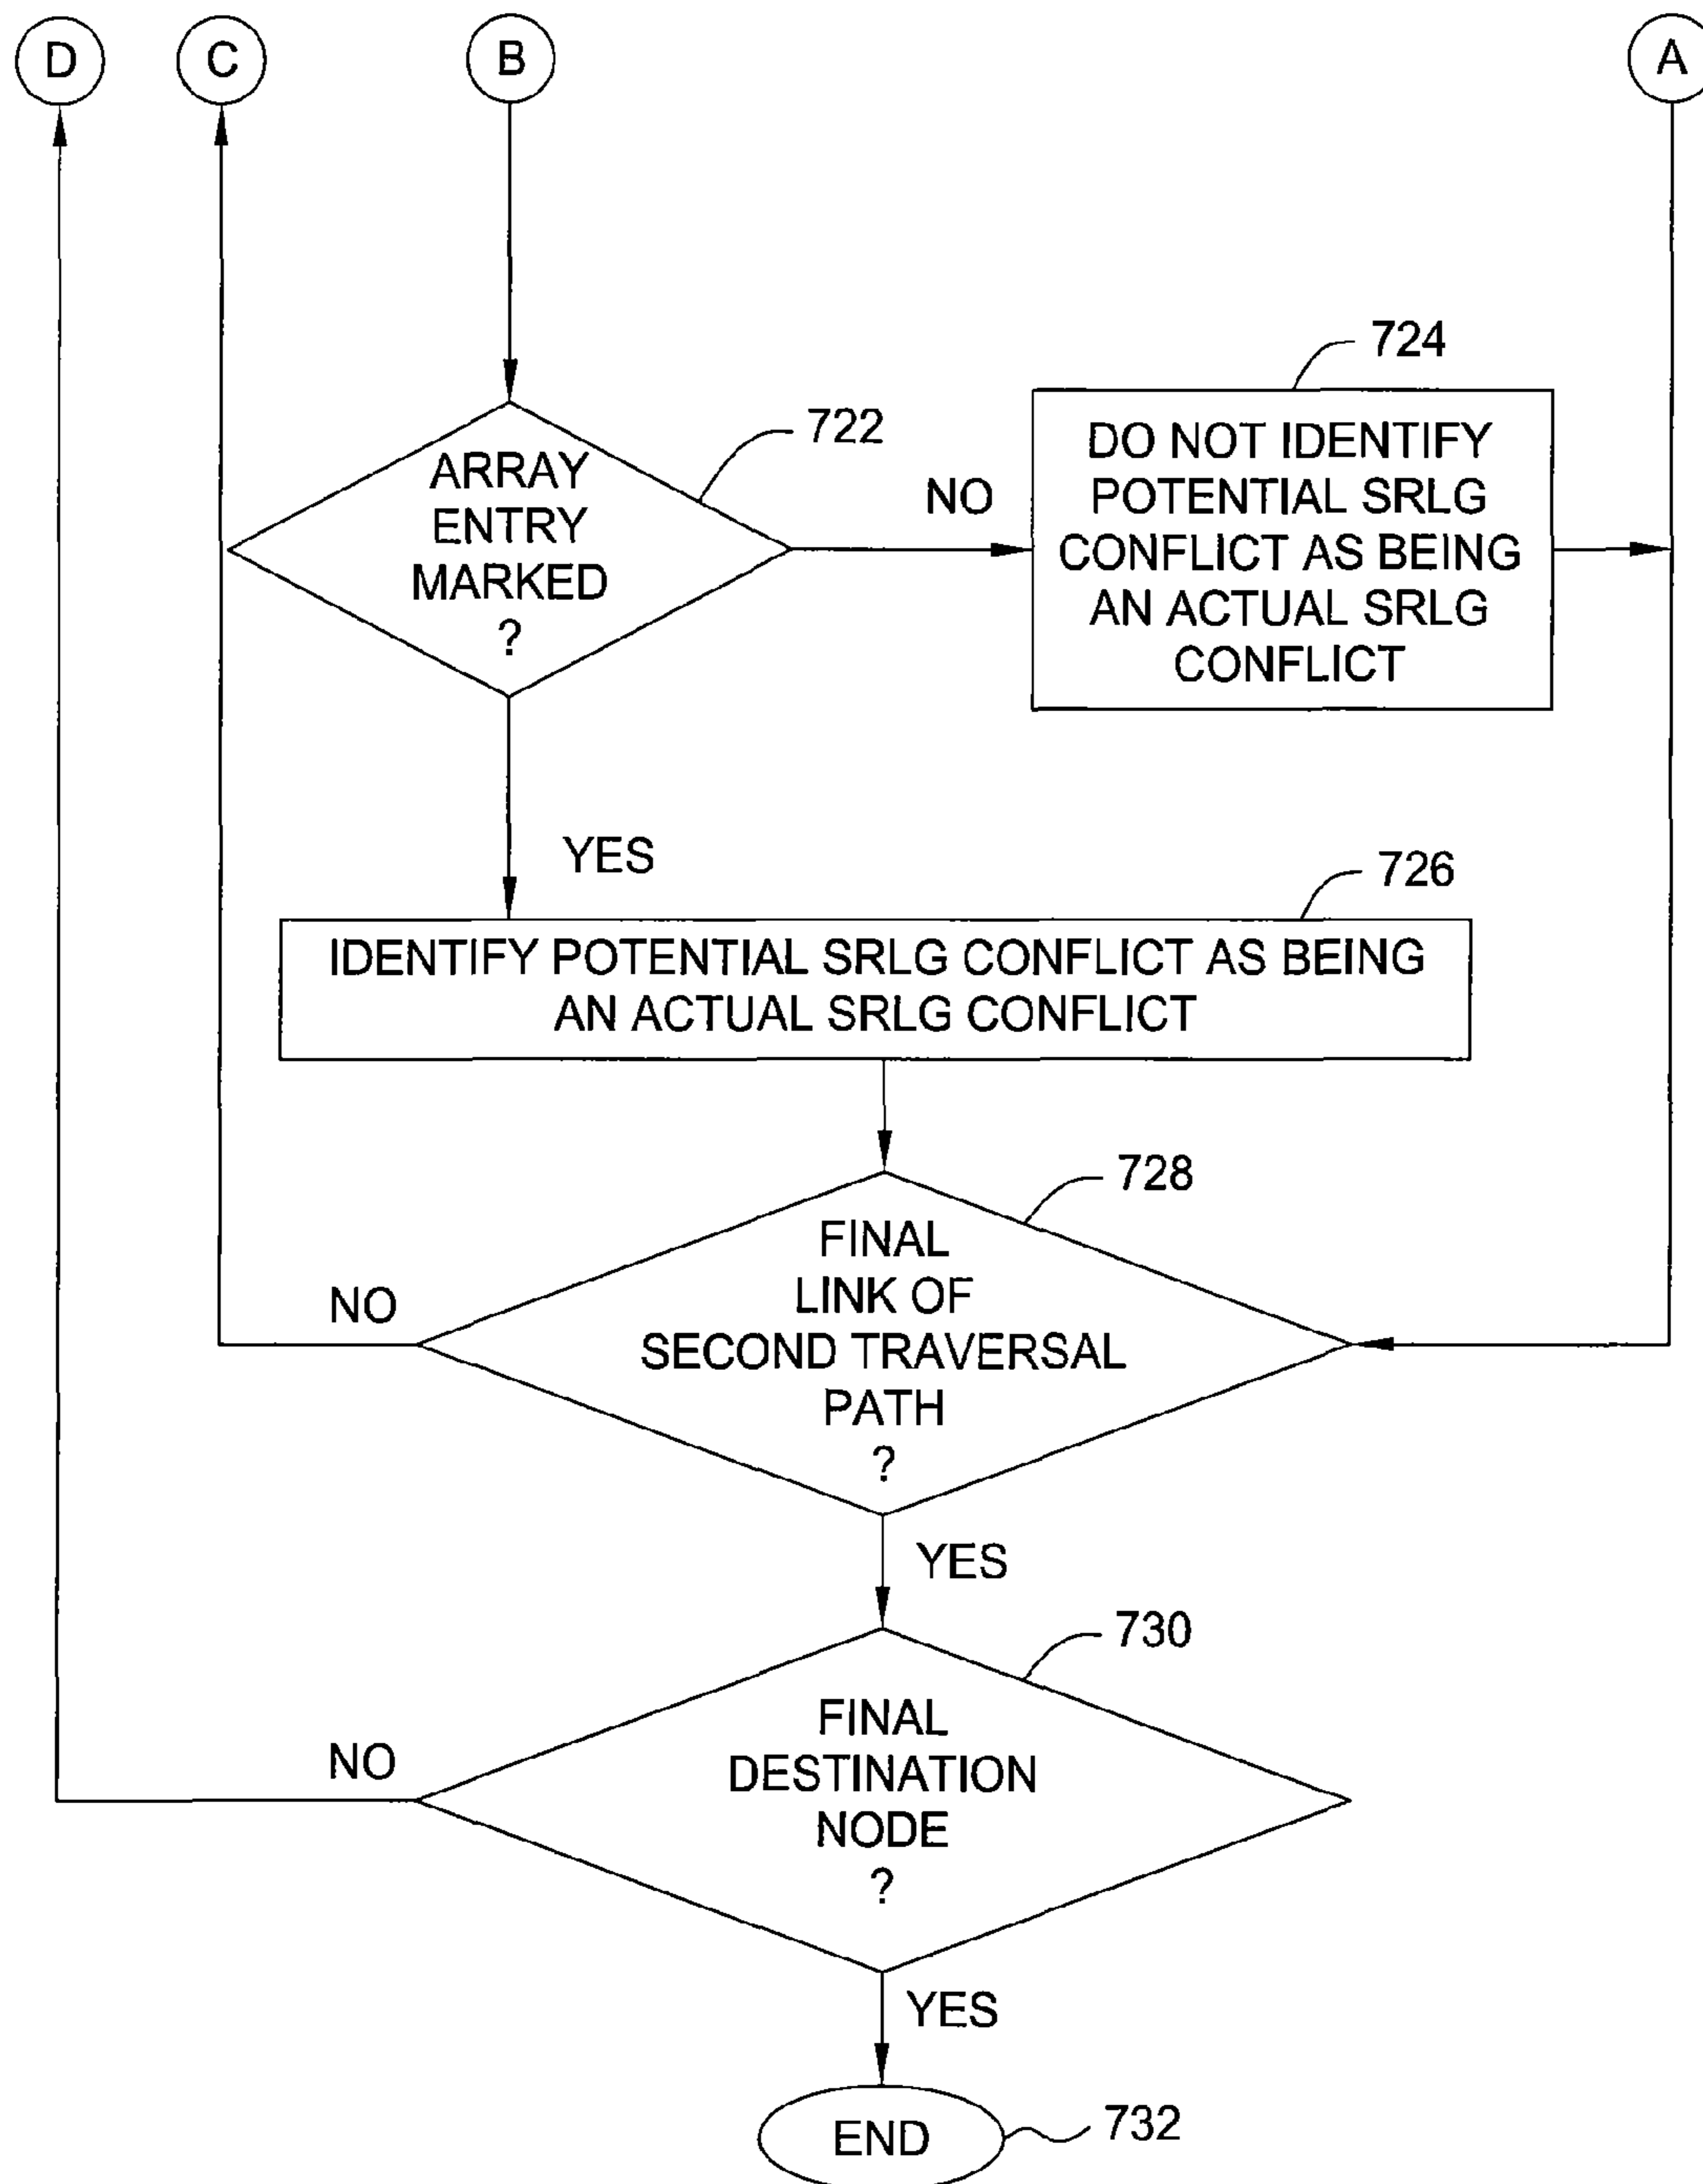 D
C
B
A
724
722
ARRAY
ENTRY
MARKED
?
NO
DO NOT IDENTIFY
POTENTIAL SRLG
CONFLICT AS BEING
AN ACTUAL SRLG
CONFLICT
YES
726
IDENTIFY POTENTIAL SRLG CONFLICT AS BEING
AN ACTUAL SRLG CONFLICT
728
FINAL
LINK OF
SECOND TRAVERSAL
PATH
?
NO
YES
730
FINAL
DESTINATION
NODE
?
NO
YES
END
732